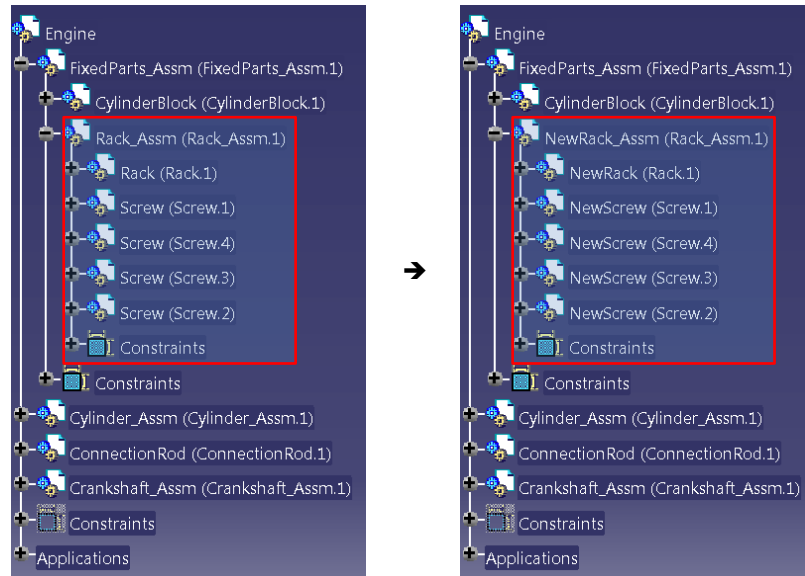 Engine
FixedParts_Assm (FixedParts_Assm.1)
CylinderBlock (CylinderBlock.1)
Rack_Assm (Rack_Assm.1)
Rack (Rack.1)
Screw (Screw.1)
Screw (Screw.4)
Screw (Screw.3)
Screw (Screw.2)
Constraints
Constraints
Cylinder_Assm (Cylinder_Assm.1)
ConnectionRod (ConnectionRod.1)
Crankshaft_Assm (Crankshaft_Assm.1)
Constraints
Applications
➔
Engine
FixedParts_Assm (FixedParts_Assm.1)
CylinderBlock (CylinderBlock.1)
NewRack_Assm (Rack_Assm.1)
NewRack (Rack.1)
NewScrew (Screw.1)
NewScrew (Screw.4)
NewScrew (Screw.3)
NewScrew (Screw.2)
Constraints
Constraints
Cylinder_Assm (Cylinder_Assm.1)
ConnectionRod (ConnectionRod.1)
Crankshaft_Assm (Crankshaft_Assm.1)
Constraints
Applications